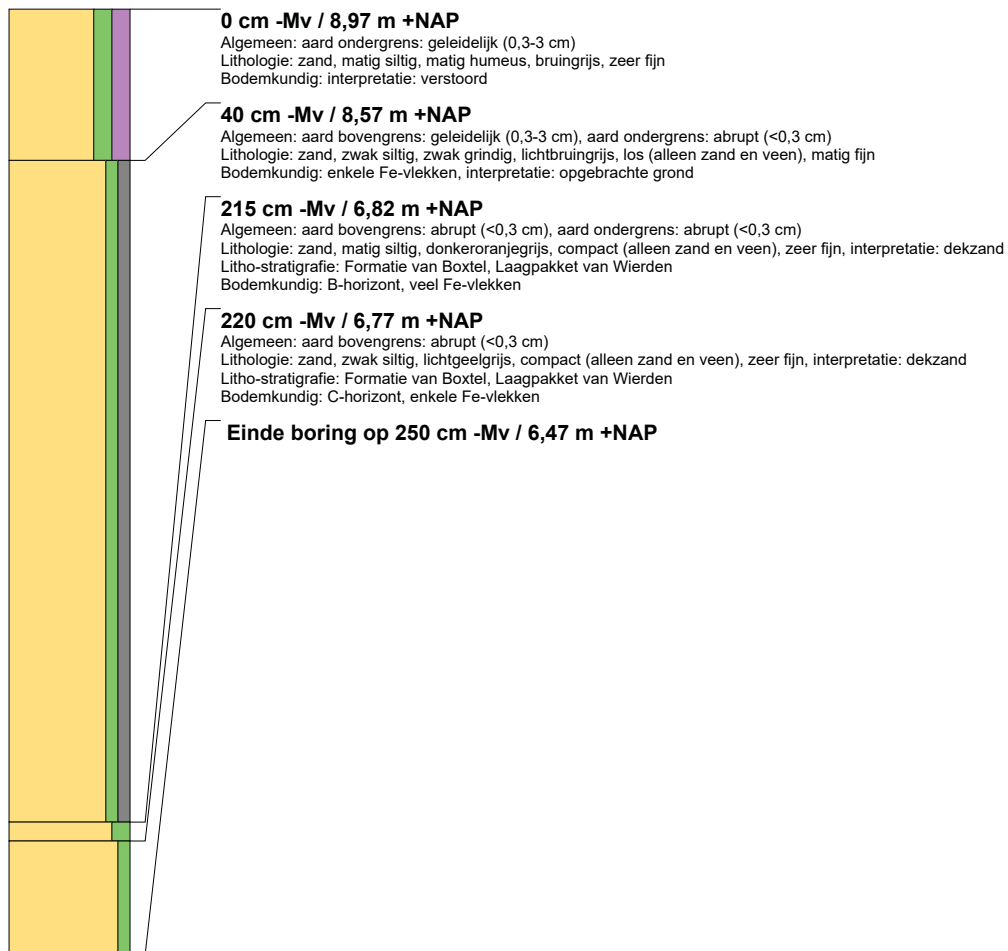 0 cm -Mv / 8,97 m +NAP
Algemeen: aard ondergrens: geleidelijk (0,3-3 cm)
Lithologie: zand, matig siltig, matig humeus, bruingrijs, zeer fijn
Bodemkundig: interpretatie: verstoord
40 cm -Mv / 8,57 m +NAP
Algemeen: aard bovengrens: geleidelijk (0,3-3 cm), aard ondergrens: abrupt (<0,3 cm)
Lithologie: zand, zwak siltig, zwak grindig, lichtbruingrijs, los (alleen zand en veen), matig fijn
Bodemkundig: enkele Fe-vlekken, interpretatie: opgebrachte grond
215 cm -Mv / 6,82 m +NAP
Algemeen: aard bovengrens: abrupt (<0,3 cm), aard ondergrens: abrupt (<0,3 cm)
Lithologie: zand, matig siltig, donkeroranjegrijs, compact (alleen zand en veen), zeer fijn, interpretatie: dekzand
Litho-stratigrafie: Formatie van Boxtel, Laagpakket van Wierden
Bodemkundig: B-horizont, veel Fe-vlekken
220 cm -Mv / 6,77 m +NAP
Algemeen: aard bovengrens: abrupt (<0,3 cm)
Lithologie: zand, zwak siltig, lichtgeelgrijs, compact (alleen zand en veen), zeer fijn, interpretatie: dekzand
Litho-stratigrafie: Formatie van Boxtel, Laagpakket van Wierden
Bodemkundig: C-horizont, enkele Fe-vlekken
Einde boring op 250 cm -Mv / 6,47 m +NAP